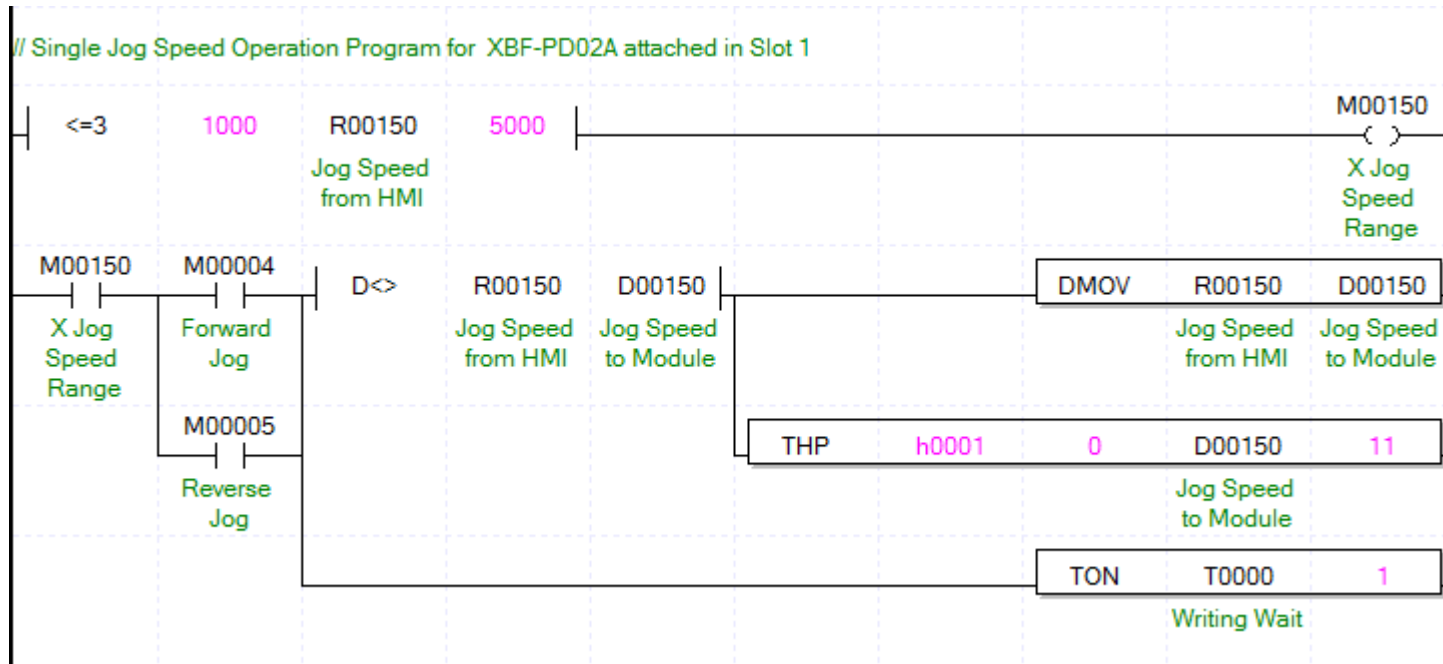 // Single Jog Speed Operation Program for XBF-PD02A attached in Slot 1
M00150
<=3 1000 R00150 5000
Jog Speed
from HMI
X Jog
Speed
Range
M00150 M00004
D<> R00150 D00150 DMOV R00150 D00150
X Jog
Speed
Range
Forward
Jog
Jog Speed
from HMI
Jog Speed
to Module
Jog Speed
from HMI
Jog Speed
to Module
M00005
Reverse
Jog
THP h0001 0 D00150 11
Jog Speed
to Module
TON T0000 1
Writing Wait